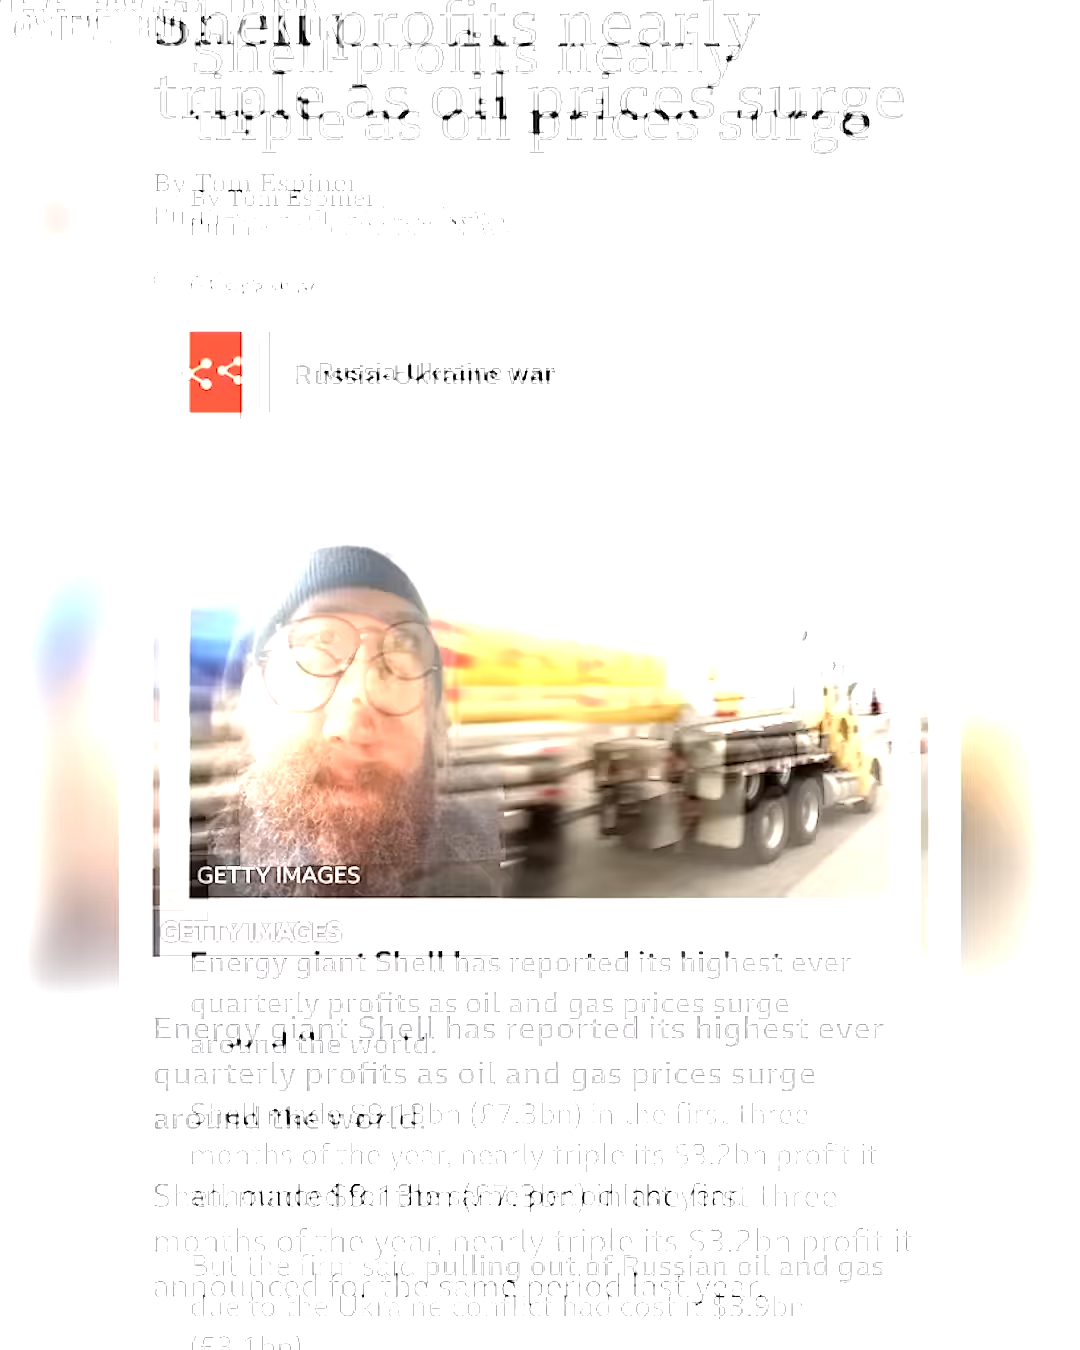 Shell profits nearly
triple as oil prices surge
By Tom Espiner
Russia-Ukraine war
GETTY IMAGES
Energy giant Shell has reported its highest ever
quarterly profits as oil and gas prices surge
around the world.
Shell made $9.13bn (£7.3bn) in the first three
months of the year, nearly triple its $3.2bn profit it
announced for the same period last year.
But the firm said pulling out of Russian oil and gas
due to the Ukraine conflict had cost it $3.9bn
(£3.1bn)